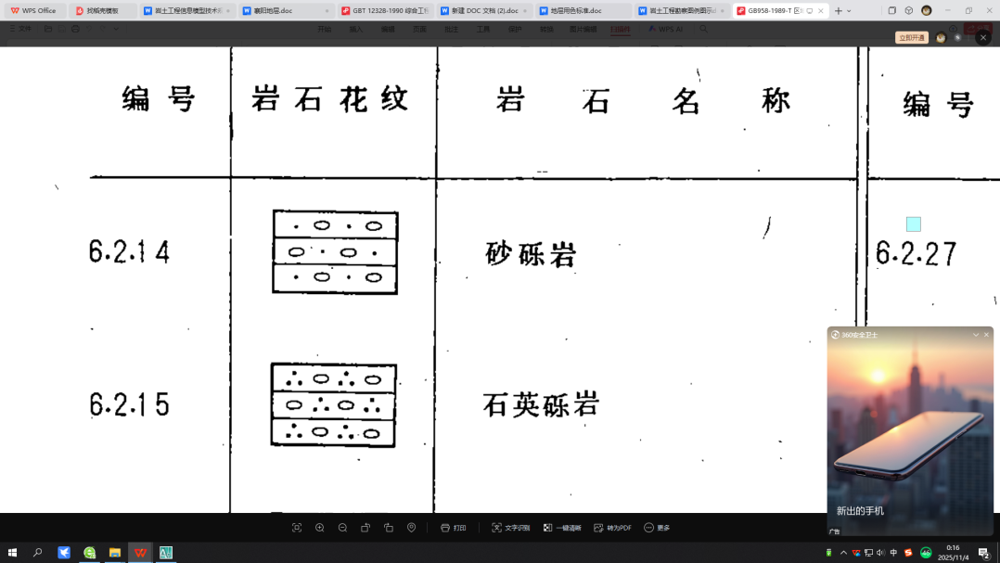 WPS Office
找稻壳模板
岩土工程信息模型技术
襄阳地层.doc
GBT 12328-1990 综合工
新建 DOC 文档 (2).doc
地层用色标准.doc
岩土工程勘察图例图示
GB958-1989-T 区
文件
开始 插入 编辑 页面 批注 工具 保护 转换 图片编辑 扫描件 WPS AI
立即开通
编号 岩石花纹 岩石名称 编号
6.2.14 砂砾岩 6.2.27
6.2.15 石英砾岩
360安全卫士
新出的手机
广告
打印 文字识别 一键清晰 转为PDF 更多
中
46
0:16
2025/11/4
2